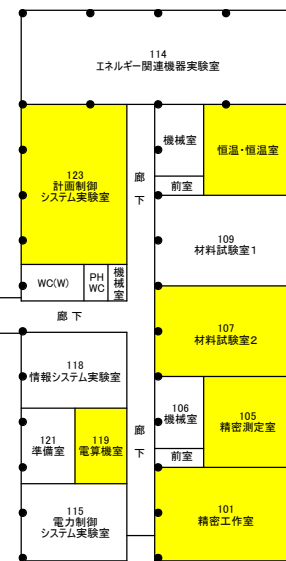 114
エネルギー関連機器実験室
機械室
恒温・恒温室
前室
123
計画制御
システム実験室
廊
下
109
材料試験室1
WC(W)
PH
WC
機
械
室
廊 下
107
材料試験室2
118
情報システム実験室
121
準備室
119
電算機室
廊
下
106
機械室
前室
105
精密測定室
115
電力制御
システム実験室
101
精密工作室